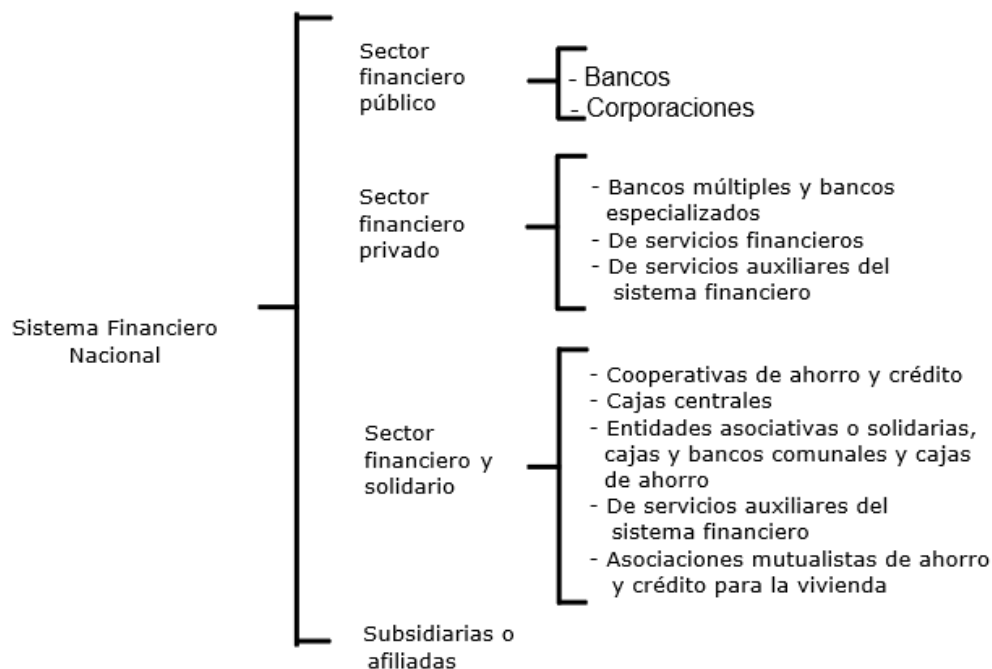 Sistema Financiero
Nacional
Sector
financiero
público
- Bancos
- Corporaciones
Sector
financiero
privado
- Bancos múltiples y bancos
especializados
- De servicios financieros
- De servicios auxiliares del
sistema financiero
Sector
financiero y
solidario
- Cooperativas de ahorro y crédito
- Cajas centrales
- Entidades asociativas o solidarias,
cajas y bancos comunales y cajas
de ahorro
- De servicios auxiliares del
sistema financiero
- Asociaciones mutualistas de ahorro
y crédito para la vivienda
Subsidiarias o
afiliadas